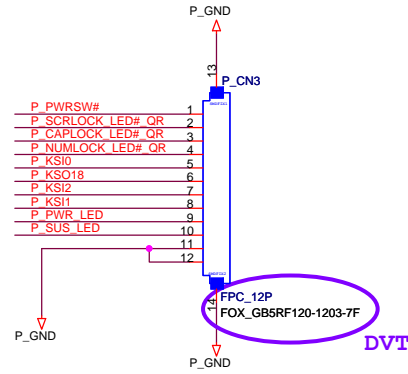 P_GND
13
P_CN3
P_PWRSW# 1
P_SCRLOCK_LED#_QR 2
P_CAPLOCK_LED#_QR 3
P_NUMLOCK_LED#_QR 4
P_KSI0 5
P_KSO18 6
P_KSI2 7
P_KSI1 8
P_PWR_LED 9
P_SUS_LED 10
11
12
14
FPC_12P
FOX_GB5RF120-1203-7F
P_GND
DVT
P_GND